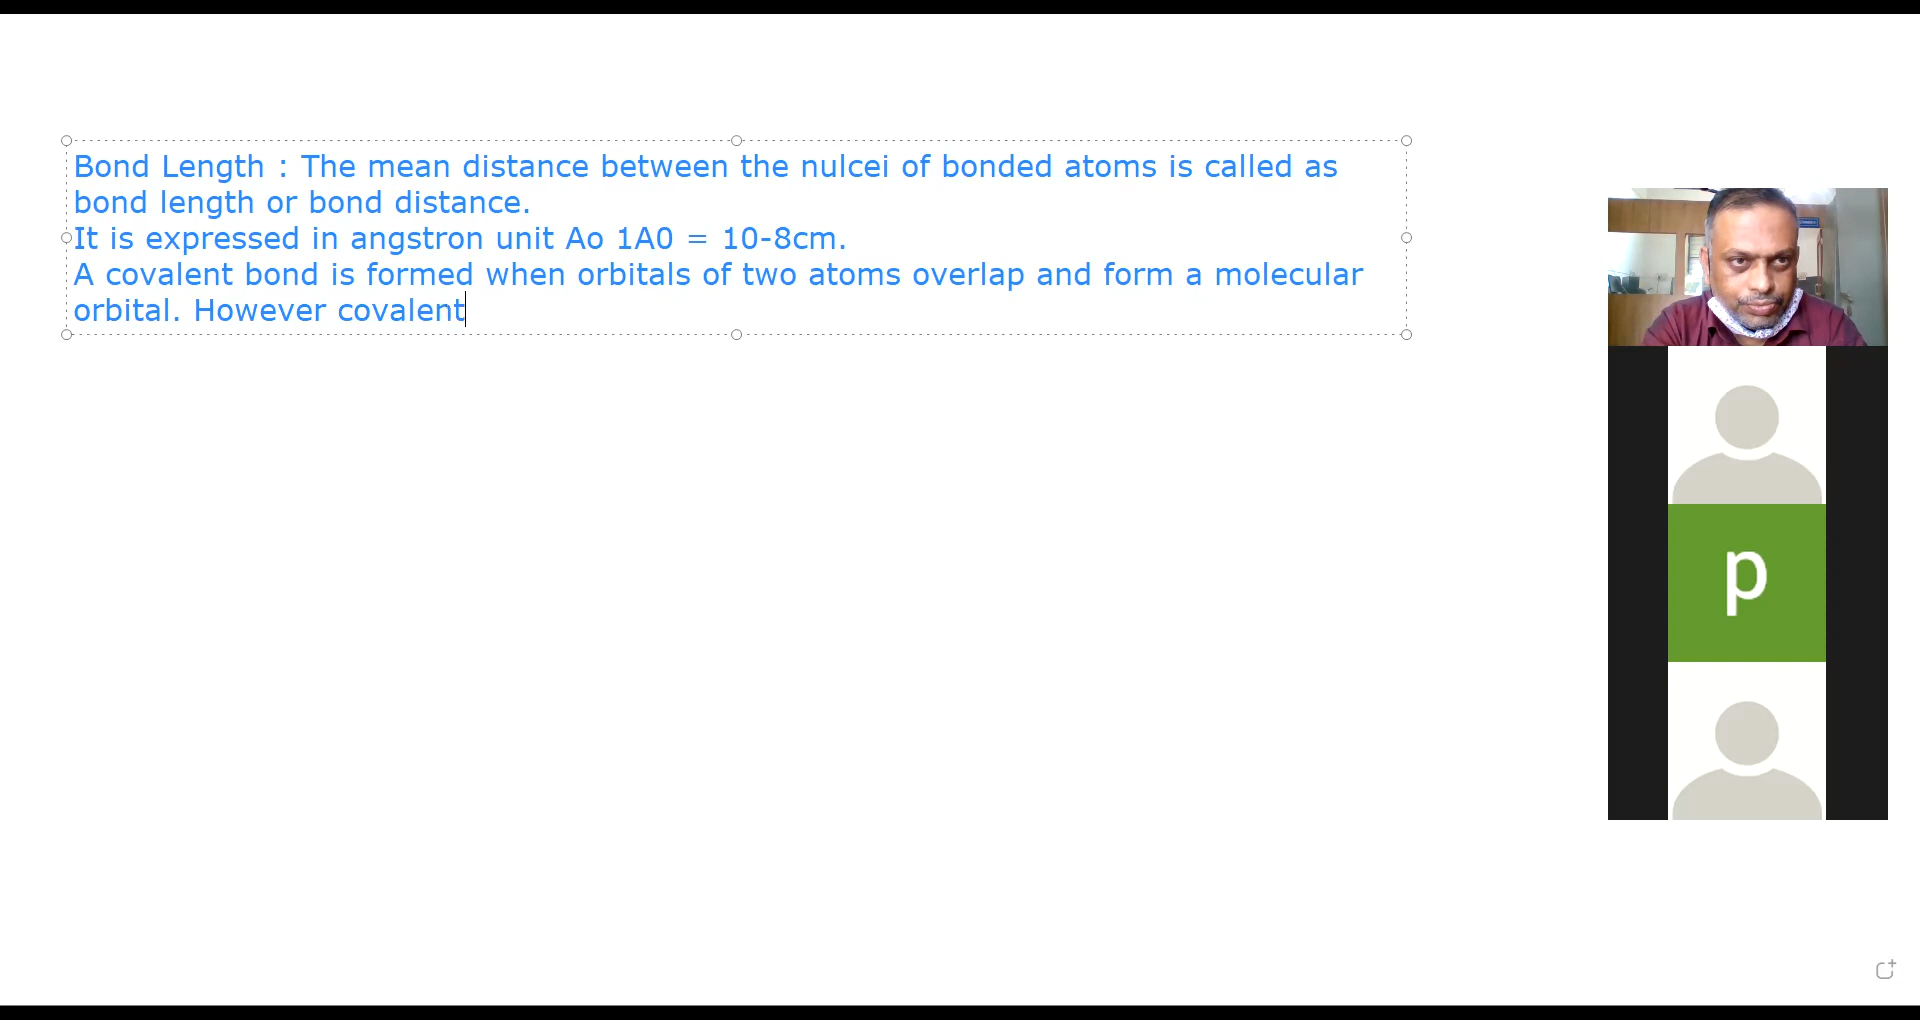 Bond Length : The mean distance between the nulcei of bonded atoms is called as
bond length or bond distance.
It is expressed in angstron unit Ao 1A0 = 10-8cm.
A covalent bond is formed when orbitals of two atoms overlap and form a molecular
orbital. However covalent
p